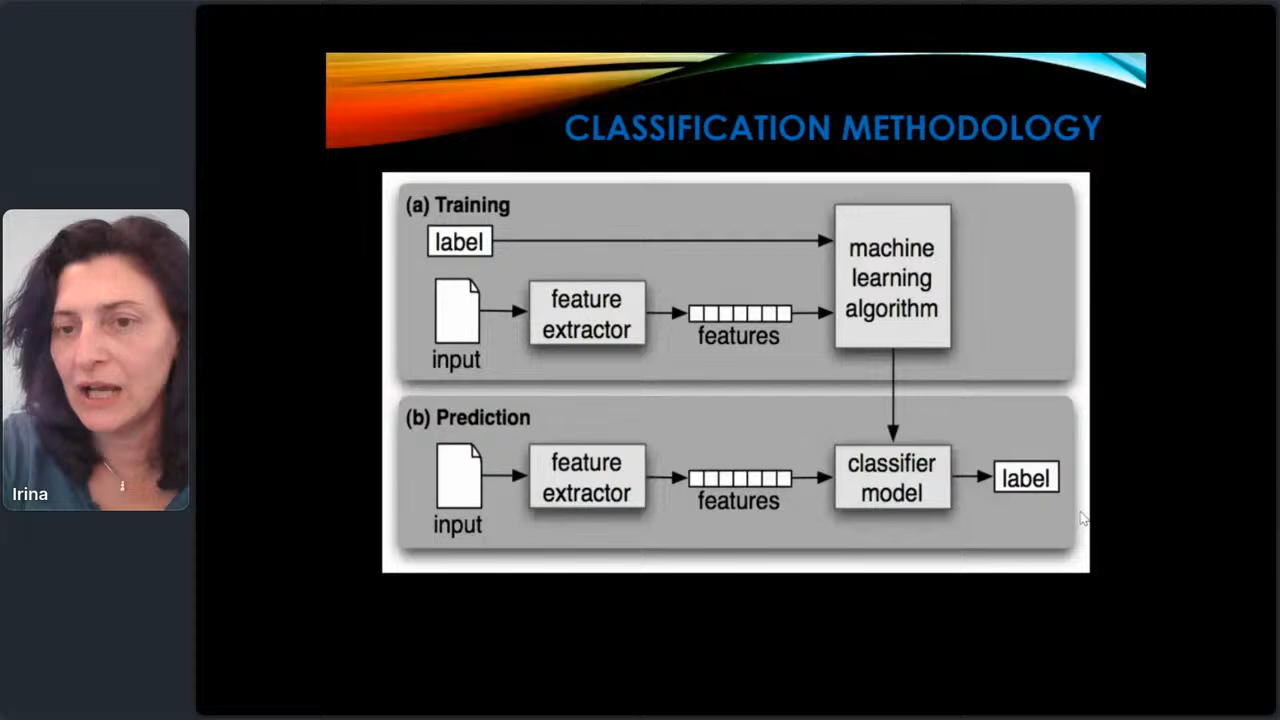 CLASSIFICATION METHODOLOGY
(a) Training
label
input
feature
extractor
features
machine
learning
algorithm
(b) Prediction
input
feature
extractor
features
classifier
model
label
Irina